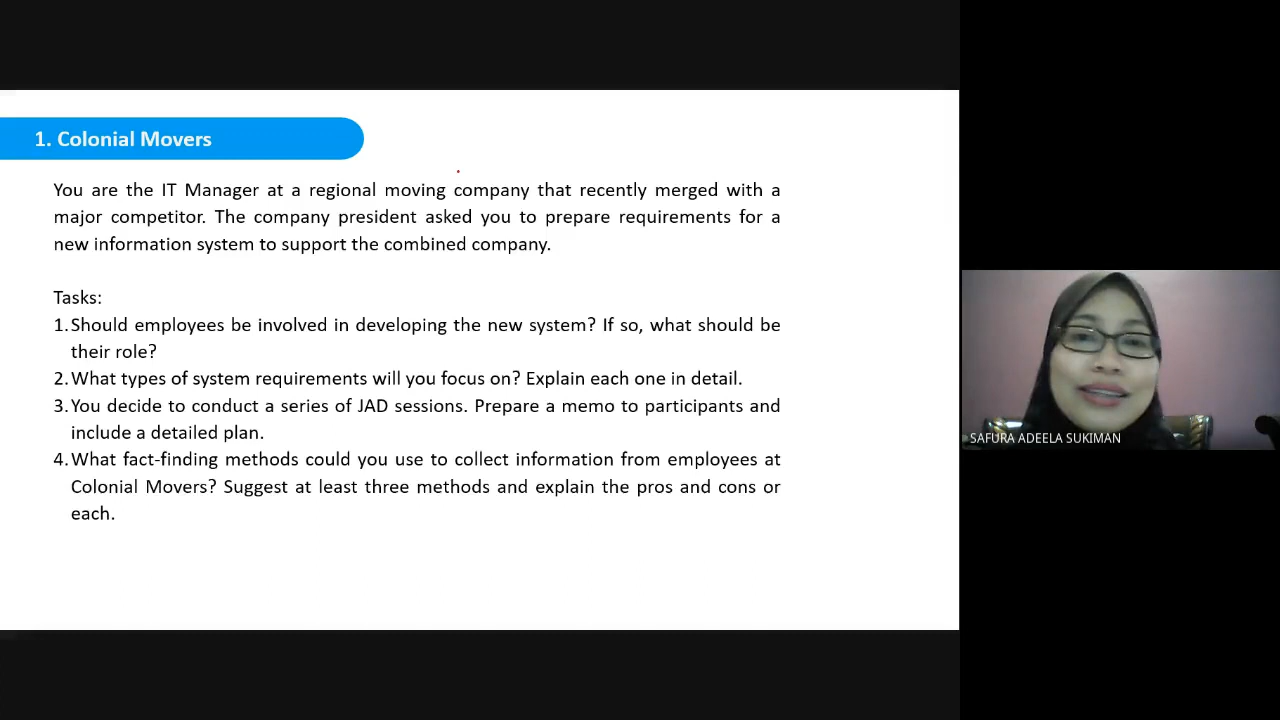 1. Colonial Movers
You are the IT Manager at a regional moving company that recently merged with a
major competitor. The company president asked you to prepare requirements for a
new information system to support the combined company.
Tasks:
1. Should employees be involved in developing the new system? If so, what should be
their role?
2. What types of system requirements will you focus on? Explain each one in detail.
3. You decide to conduct a series of JAD sessions. Prepare a memo to participants and
include a detailed plan.
4. What fact-finding methods could you use to collect information from employees at
Colonial Movers? Suggest at least three methods and explain the pros and cons or
each.
SAFURA ADEELA SUKIMAN